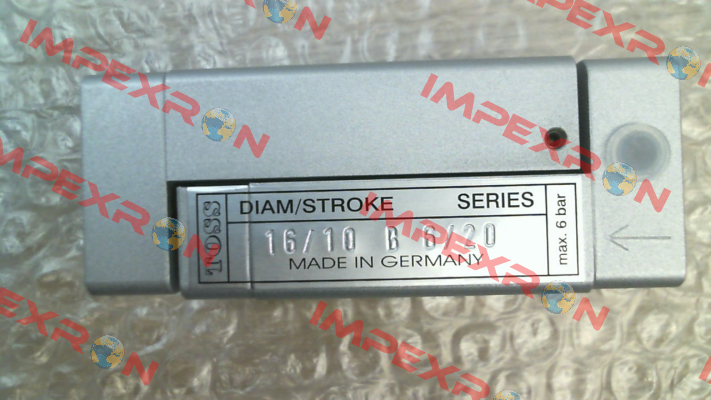 IMPEXRON
TOSS
DIAM/STROKE SERIES
16/10 B 6/20
MADE IN GERMANY
max. 6 bar